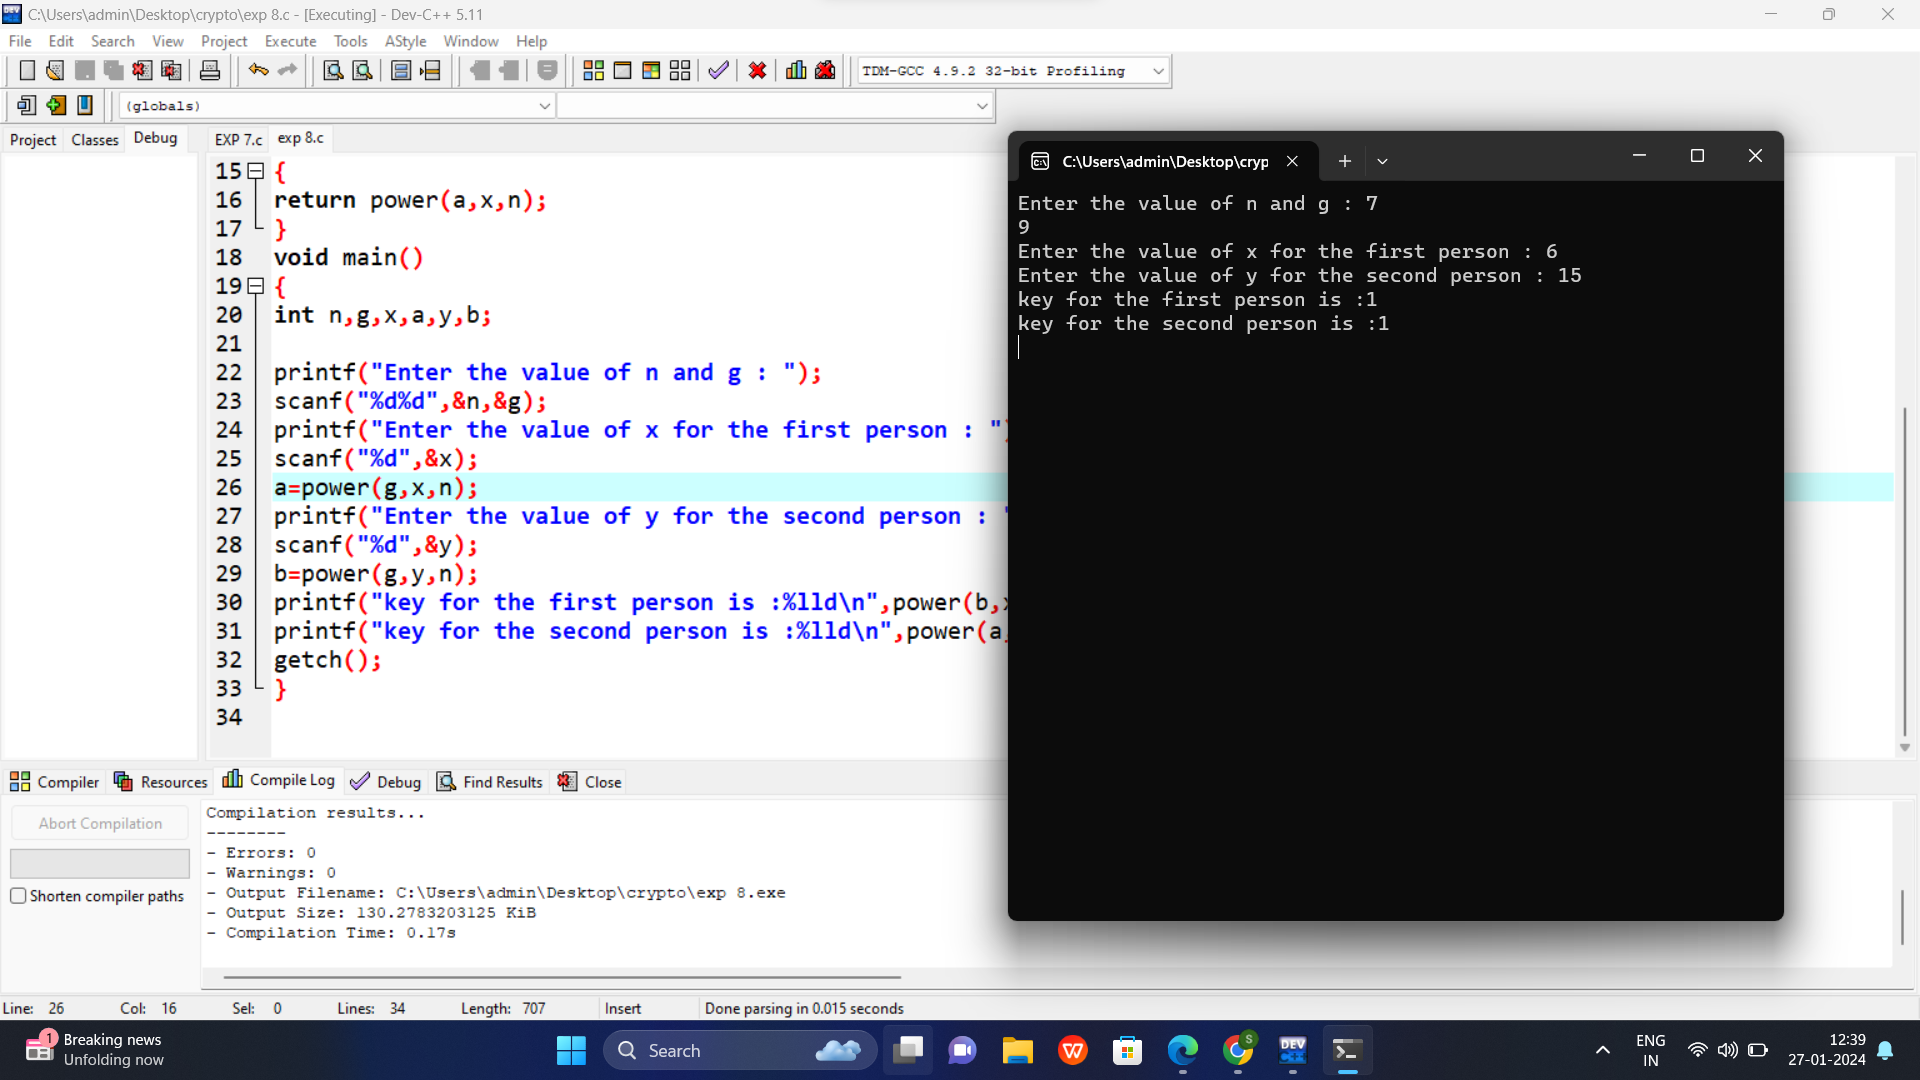 C:\Users\admin\Desktop\crypto\exp 8.c - [Executing] - Dev-C++ 5.11
File Edit Search View Project Execute Tools AStyle Window Help
TDM-GCC 4.9.2 32-bit Profiling
(globals)
Project Classes Debug
EXP 7.c exp 8.c
15 {
16 return power(a,x,n);
17 }
18 void main()
19 {
20 int n,g,x,a,y,b;
21
22 printf("Enter the value of n and g : ");
23 scanf("%d%d",&n,&g);
24 printf("Enter the value of x for the first person : "
25 scanf("%d",&x);
26 a=power(g,x,n);
27 printf("Enter the value of y for the second person : "
28 scanf("%d",&y);
29 b=power(g,y,n);
30 printf("key for the first person is :%lld\n",power(b,x
31 printf("key for the second person is :%lld\n",power(a,
32 getch();
33 }
34
C:\Users\admin\Desktop\cryp
Enter the value of n and g : 7
9
Enter the value of x for the first person : 6
Enter the value of y for the second person : 15
key for the first person is :1
key for the second person is :1
Compiler Resources Compile Log Debug Find Results Close
Abort Compilation
Shorten compiler paths
Compilation results...
--------
- Errors: 0
- Warnings: 0
- Output Filename: C:\Users\admin\Desktop\crypto\exp 8.exe
- Output Size: 130.2783203125 KiB
- Compilation Time: 0.17s
Line: 26 Col: 16 Sel: 0 Lines: 34 Length: 707 Insert Done parsing in 0.015 seconds
1
Breaking news
Unfolding now
Search
S
DEV
C++
ENG
IN
12:39
27-01-2024